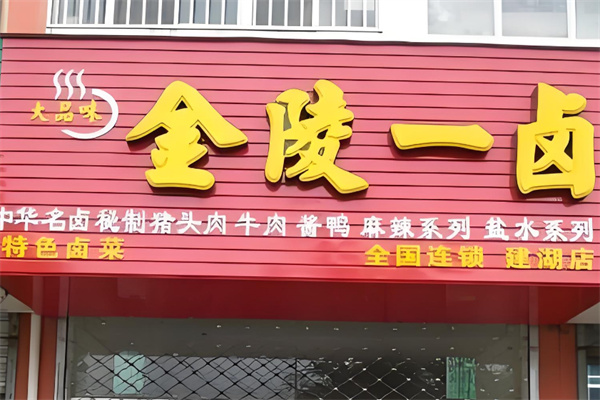 大品味
金陵一卤
中华名卤秘制猪头肉 牛肉 酱鸭 麻辣系列 盐水系列
特色卤菜 全国连锁 建湖店